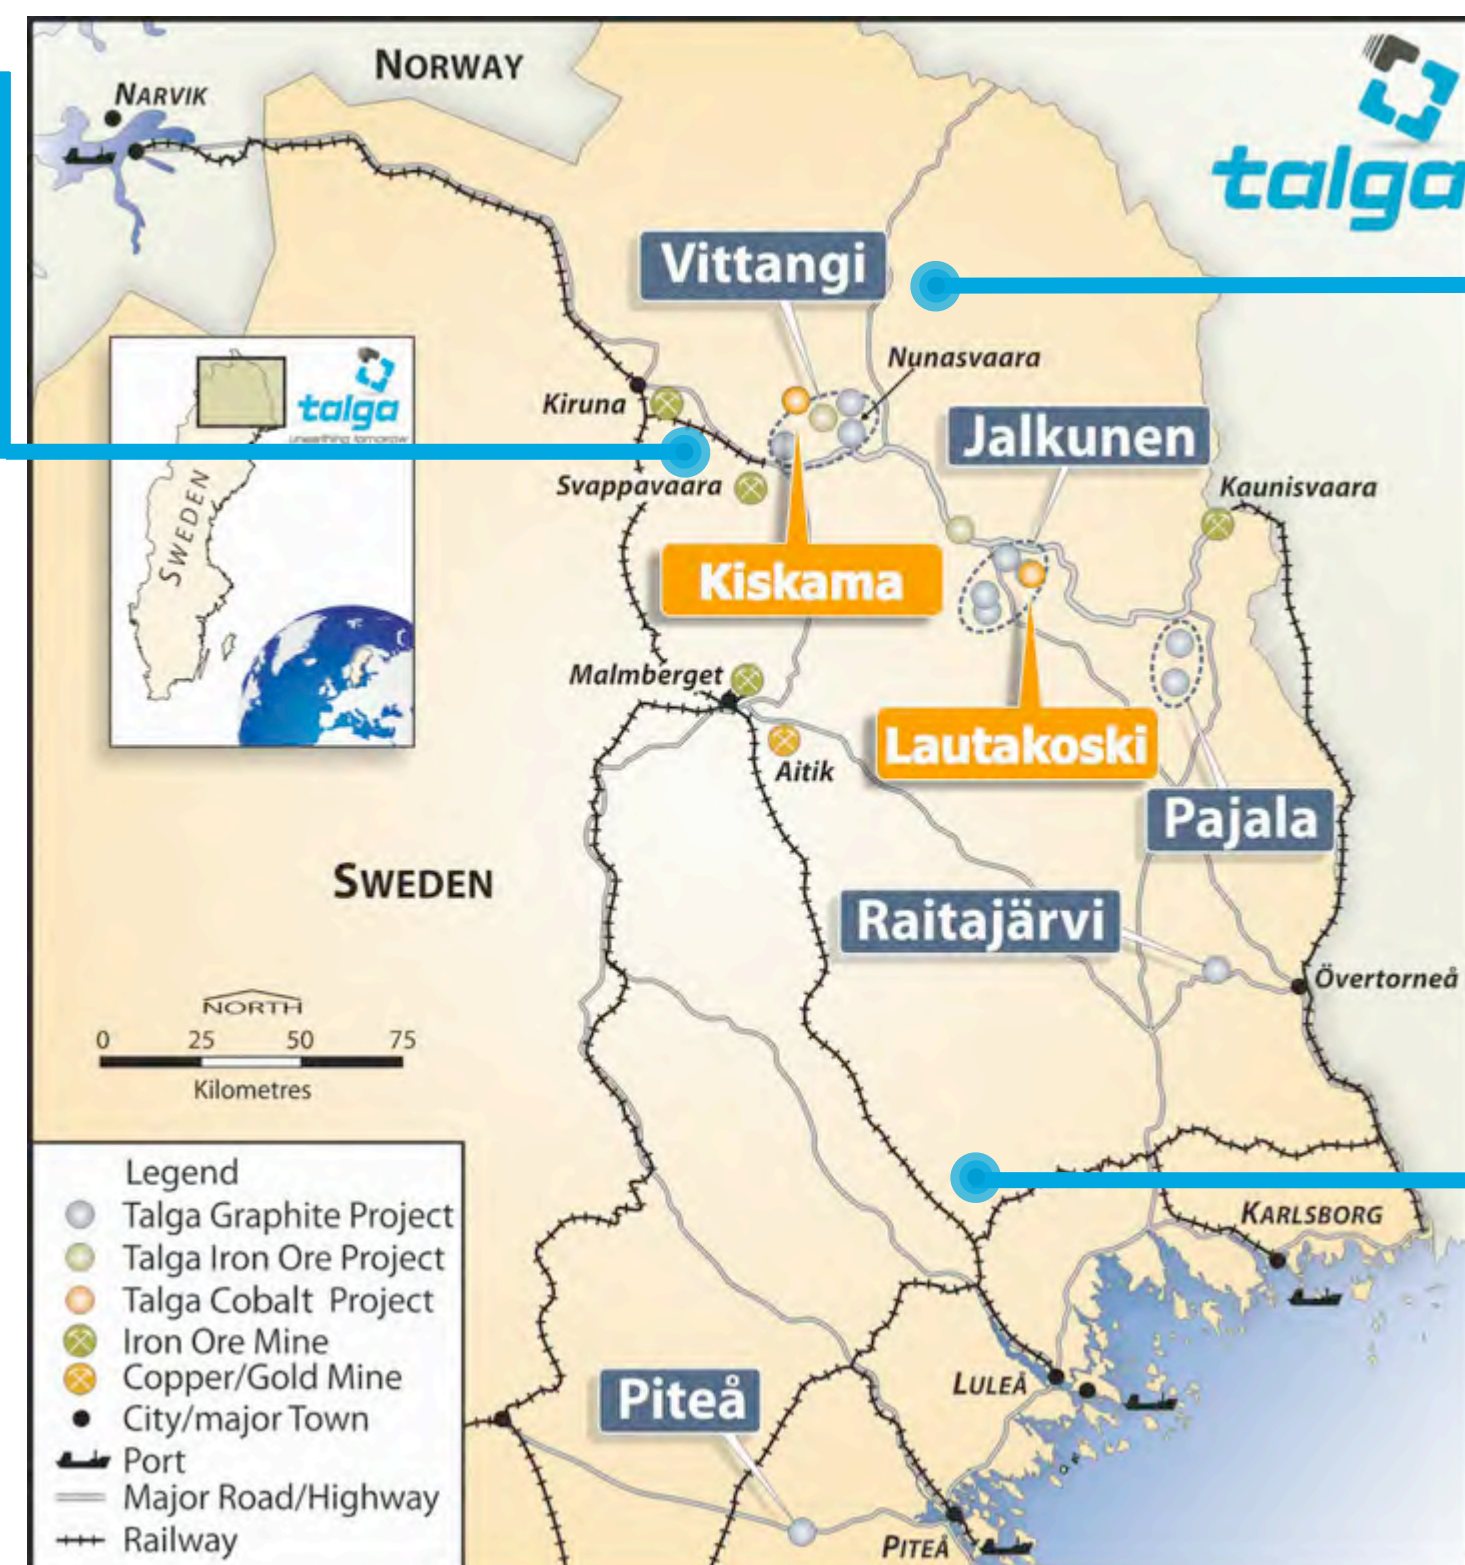 NORWAY
NARVIK
talga
Vittangi
Nunasvaara
Kiruna
Jalkunen
talga
unearthing tomorrow
Svappavaara
Kaunisvaara
SWEDEN
Kiskama
Malmberget
Lautakoski
Aitik
Pajala
SWEDEN
Raitajärvi
Övertorneå
NORTH
0 25 50 75
Kilometres
Legend
Talga Graphite Project
Talga Iron Ore Project
Talga Cobalt Project
Iron Ore Mine
Copper/Gold Mine
City/major Town
Port
Major Road/Highway
Railway
KARLSBORG
LULEÅ
Piteå
PITEÅ